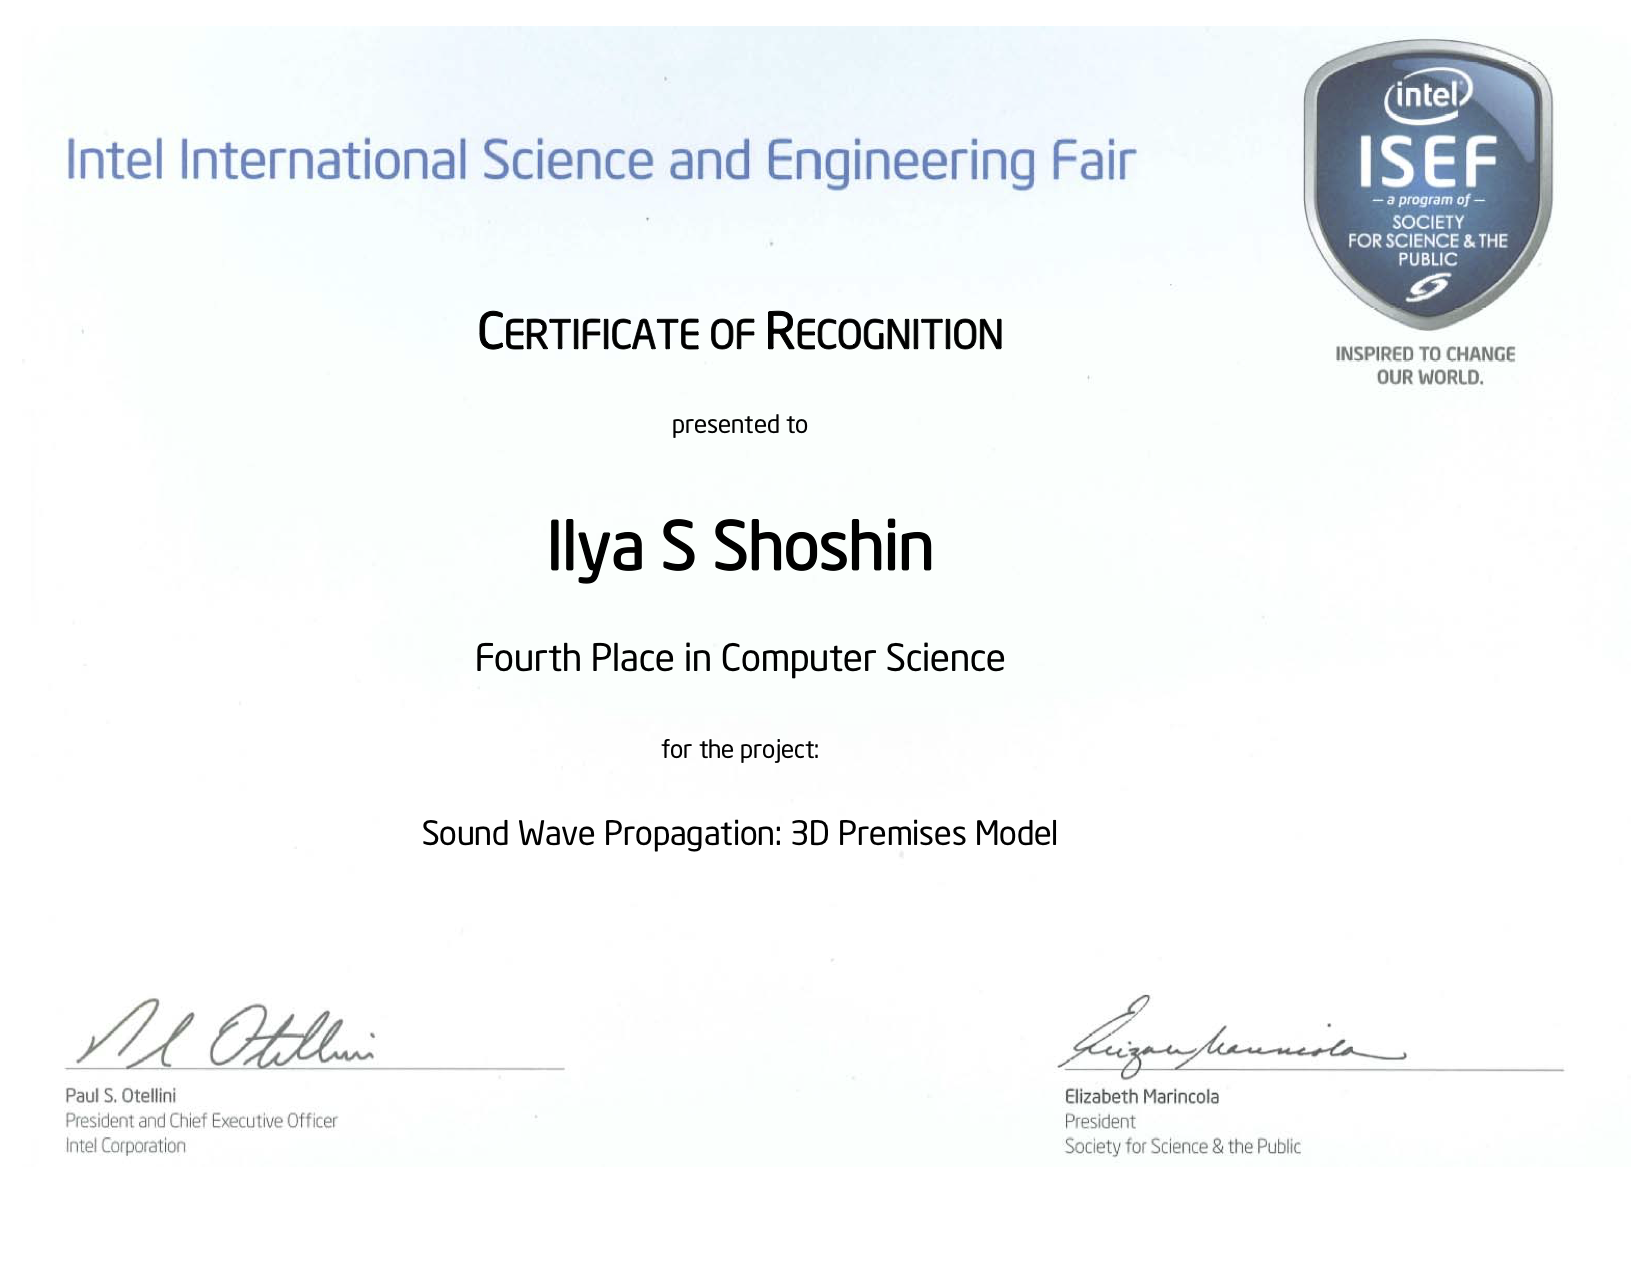 Intel International Science and Engineering Fair
intel
ISEF
— a program of —
SOCIETY
FOR SCIENCE & THE
PUBLIC
INSPIRED TO CHANGE
OUR WORLD.
CERTIFICATE OF RECOGNITION
presented to
Ilya S Shoshin
Fourth Place in Computer Science
for the project:
Sound Wave Propagation: 3D Premises Model
Paul S. Otellini
President and Chief Executive Officer
Intel Corporation
Elizabeth Marincola
President
Society for Science & the Public